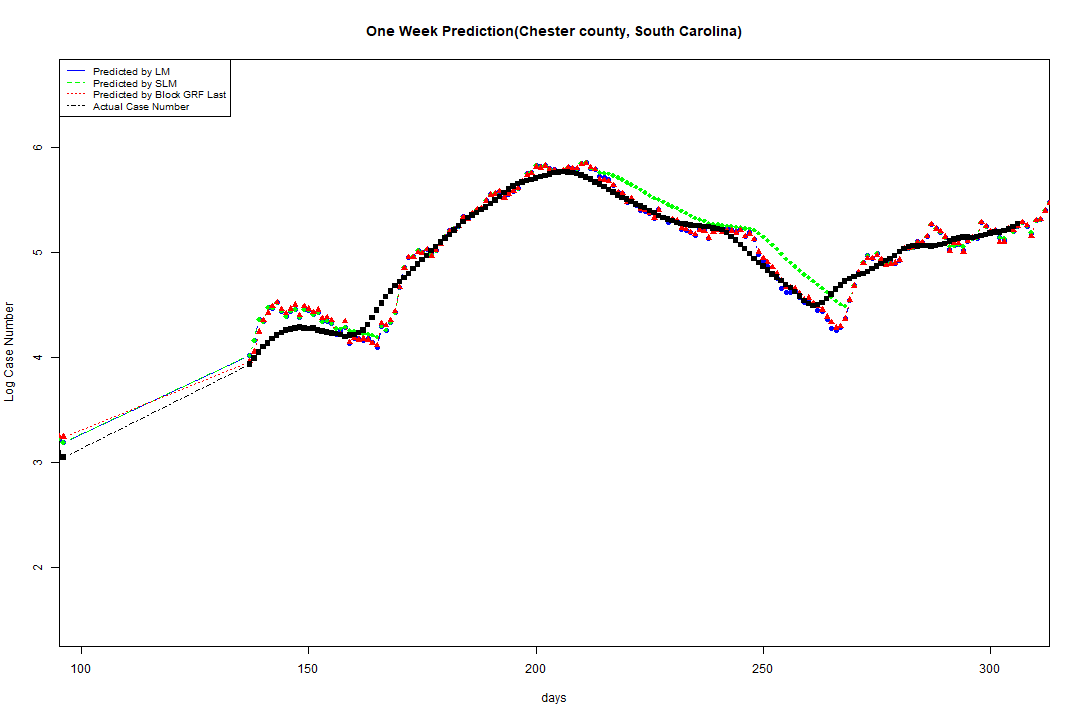 One Week Prediction(Chester county, South Carolina)
Predicted by LM
Predicted by SLM
Predicted by Block GRF Last
Actual Case Number
Log Case Number
6
5
4
3
2
100 150 200 250 300
days